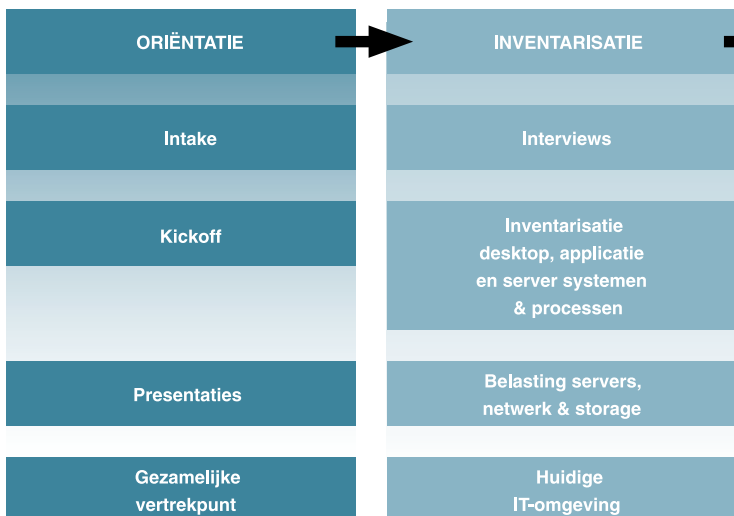 ORIËNTATIE
Intake
Kickoff
Presentaties
Gezamelijke
vertrekpunt
INVENTARISATIE
Interviews
Inventarisatie
desktop, applicatie
en server systemen
& processen
Belasting servers,
netwerk & storage
Huidige
IT-omgeving